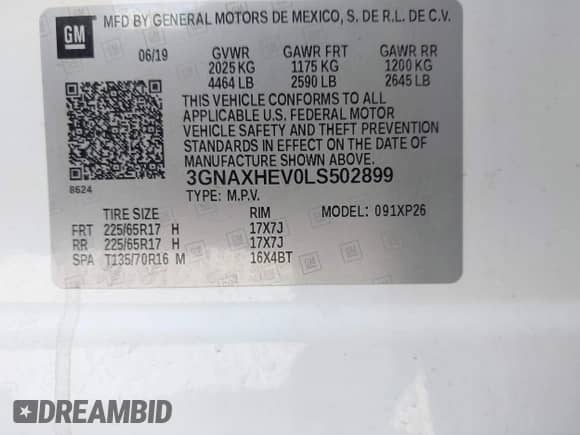 GM
MFD BY GENERAL MOTORS DE MEXICO, S. DE R.L. DE C.V.
06/19 GVWR GAWR FRT GAWR RR
2025 KG 1175 KG 1200 KG
4464 LB 2590 LB 2645 LB
THIS VEHICLE CONFORMS TO ALL
APPLICABLE U.S. FEDERAL MOTOR
VEHICLE SAFETY AND THEFT PREVENTION
STANDARDS IN EFFECT ON THE DATE OF
MANUFACTURE SHOWN ABOVE.
8624
3GNAXHEV0LS502899
TYPE: M.P.V.
TIRE SIZE RIM MODEL: 091XP26
FRT 225/65R17 H 17X7J
RR 225/65R17 H 17X7J
SPA T135/70R16 M 16X4BT
DREAMBID